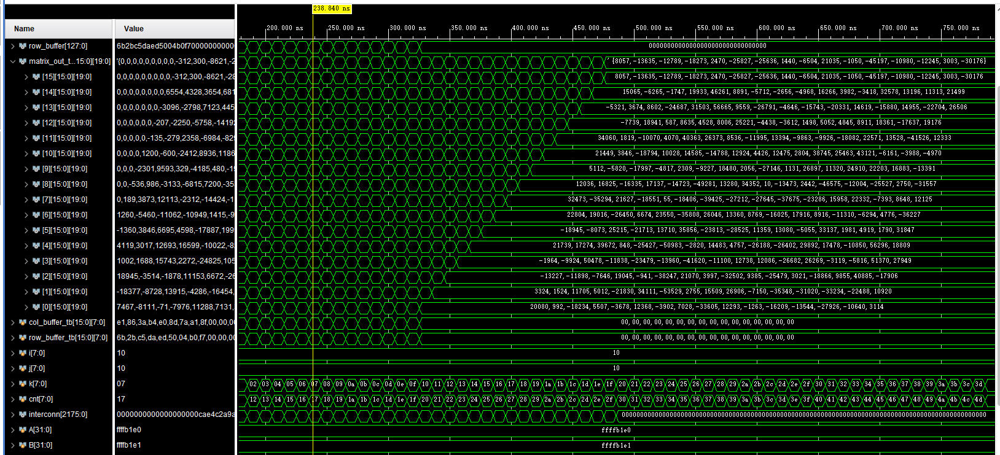 238.840 ns
Name Value 200.000 ns 250.000 ns 300.000 ns 350.000 ns 400.000 ns 450.000 ns 500.000 ns 550.000 ns 600.000 ns 650.000 ns 700.000 ns 750.000 ns
row_buffer[127:0] 6b2bc5daed5004b0f70000000000 00000000000000000000000000000000
matrix_out_t...15:0][19:0] '{0,0,0,0,0,0,0,0,0,-312,300,-8621,-2 '{8057,-13635,-12789,-18273,2470,-25827,-25636,1440,-6504,21035,-1050,-45197,-10980,-12245,3003,-30176}
[15][15:0][19:0] 0,0,0,0,0,0,0,0,0,-312,300,-8621,-28 8057,-13635,-12789,-18273,2470,-25827,-25636,1440,-6504,21035,-1050,-45197,-10980,-12245,3003,-30176
[14][15:0][19:0] 0,0,0,0,0,0,0,0,6554,4328,3654,681 15065,-6265,-1747,19933,46261,8891,-5712,-2656,-4968,16266,3982,-3418,32578,13196,11313,21499
[13][15:0][19:0] 0,0,0,0,0,0,0,-3096,-2798,7123,445 -5321,3674,8602,-24687,31503,56665,9559,-26791,-4646,-15743,-20331,14619,-15880,14955,-22704,26506
[12][15:0][19:0] 0,0,0,0,0,0,-207,-2250,-5758,-14192 -7739,18941,587,8635,4528,8006,25221,-4438,-3612,1498,5052,4845,8911,18361,-17637,19176
[11][15:0][19:0] 0,0,0,0,0,-135,-279,2358,-6984,-829 34060,1819,-10070,4070,40363,26373,8536,-11995,13394,-9863,-9926,-18082,22571,13528,-41526,12333
[10][15:0][19:0] 0,0,0,0,1200,-600,-2412,8936,1186 21449,3846,-18794,10028,14585,-14788,12924,4426,12475,2804,38745,25463,43121,-6161,-3988,-4970
[9][15:0][19:0] 0,0,0,-2301,9593,329,-4185,480,-19 5112,-5820,-17997,-4817,2309,-9227,18480,2056,-27146,1131,26897,11320,24910,22203,16883,-13391
[8][15:0][19:0] 0,0,-536,986,-3133,-6815,7200,-35 12036,16825,-16335,17137,-14723,-49281,13280,34352,10,-13473,2442,-46575,-12004,-25527,2750,-31557
[7][15:0][19:0] 0,189,3873,12113,-2312,-14424,-1 32473,-35294,21627,-18551,55,-18406,-39425,-27212,-27645,-37675,-23286,15958,22332,-7393,8648,12125
[6][15:0][19:0] 1260,-5460,-11062,-10949,1415,-9 22804,19016,-26450,6674,23550,-35808,26046,13360,8769,-16025,17916,8916,-11310,-6294,4776,-36227
[5][15:0][19:0] -1360,3846,6695,4598,-17887,199 -18945,-8073,25215,-21713,13710,35856,-23813,-28525,11359,13080,-5055,33137,1981,4919,1790,31847
[4][15:0][19:0] 4119,3017,12693,16599,-10022,-8 21739,17274,39672,848,-25427,-50983,-2820,14483,4757,-26188,-26402,29892,17478,-10850,56296,18809
[3][15:0][19:0] 1002,1688,15743,2272,-24825,105 -1964,-9924,50478,-11838,-23479,-13960,-41620,-11100,12738,12086,-26682,26269,-3119,-5816,51370,27949
[2][15:0][19:0] 18945,-3514,-1878,11153,6672,-26 -13227,-11898,-7646,19045,-941,-38247,21070,3997,-32502,9385,-25479,3021,-18866,9855,40885,-17906
[1][15:0][19:0] -18377,-8728,13915,-4286,-16454, 3324,1524,11705,5012,-21830,34111,-53529,2755,15509,26906,-7150,-35348,-31020,-33234,-22488,10920
[0][15:0][19:0] 7467,-8111,-71,-7976,11288,7131, 20080,992,-18234,5507,-3678,12368,-3902,7028,-33605,12293,-1263,-16209,-13544,-27926,-10640,3114
col_buffer_tb[15:0][7:0] e1,86,3a,b4,e0,8d,7a,a1,8f,00,00,00 00,00,00,00,00,00,00,00,00,00,00,00,00,00,00,00
row_buffer_tb[15:0][7:0] 6b,2b,c5,da,ed,50,04,b0,f7,00,00,00 00,00,00,00,00,00,00,00,00,00,00,00,00,00,00,00
i[7:0] 10 10
j[7:0] 10 10
k[7:0] 07 02 03 04 05 06 07 08 09 0a 0b 0c 0d 0e 0f 10 11 12 13 14 15 16 17 18 19 1a 1b 1c 1d 1e 1f 20 21 22 23 24 25 26 27 28 29 2a 2b 2c 2d 2e 2f 30 31 32 33 34 35 36 37 38 39 3a 3b 3c 3d
cnt[7:0] 17 12 13 14 15 16 17 18 19 1a 1b 1c 1d 1e 1f 20 21 22 23 24 25 26 27 28 29 2a 2b 2c 2d 2e 2f 30 31 32 33 34 35 36 37 38 39 3a 3b 3c 3d 3e 3f 40 41 42 43 44 45 46 47 48 49 4a 4b 4c 4d
interconn[2175:0] 0000000000000000000cae4c2a9a
A[31:0] ffffb1e0 ffffb1e0
B[31:0] ffffb1e1 ffffb1e1